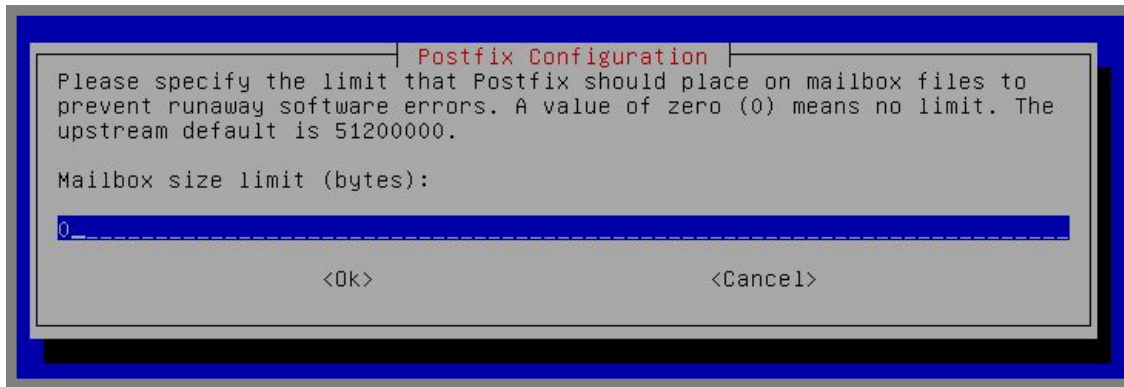 Postfix Configuration
Please specify the limit that Postfix should place on mailbox files to
prevent runaway software errors. A value of zero (0) means no limit. The
upstream default is 51200000.
Mailbox size limit (bytes):
0
<Ok> <Cancel>